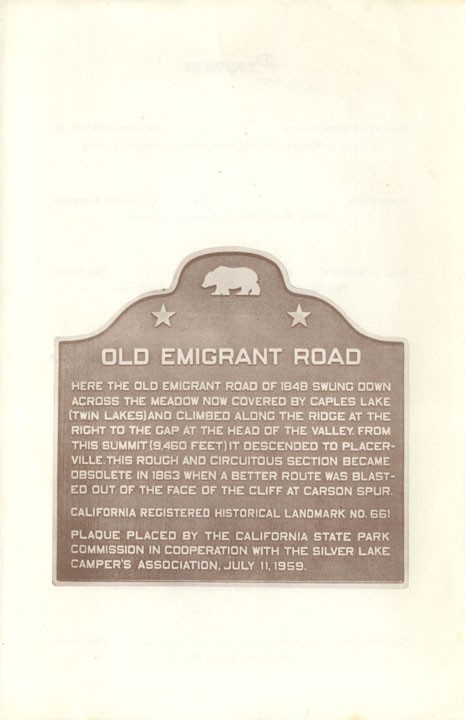 OLD EMIGRANT ROAD
HERE THE OLD EMIGRANT ROAD OF 1848 SWUNG DOWN
ACROSS THE MEADOW NOW COVERED BY CAPLES LAKE
(TWIN LAKES) AND CLIMBED ALONG THE RIDGE AT THE
RIGHT TO THE GAP AT THE HEAD OF THE VALLEY. FROM
THIS SUMMIT (9,460 FEET) IT DESCENDED TO PLACER-
VILLE. THIS ROUGH AND CIRCUITOUS SECTION BECAME
OBSOLETE IN 1863 WHEN A BETTER ROUTE WAS BLAST-
ED OUT OF THE FACE OF THE CLIFF AT CARSON SPUR.
CALIFORNIA REGISTERED HISTORICAL LANDMARK NO. 661
PLAQUE PLACED BY THE CALIFORNIA STATE PARK
COMMISSION IN COOPERATION WITH THE SILVER LAKE
CAMPER'S ASSOCIATION, JULY 11, 1959.